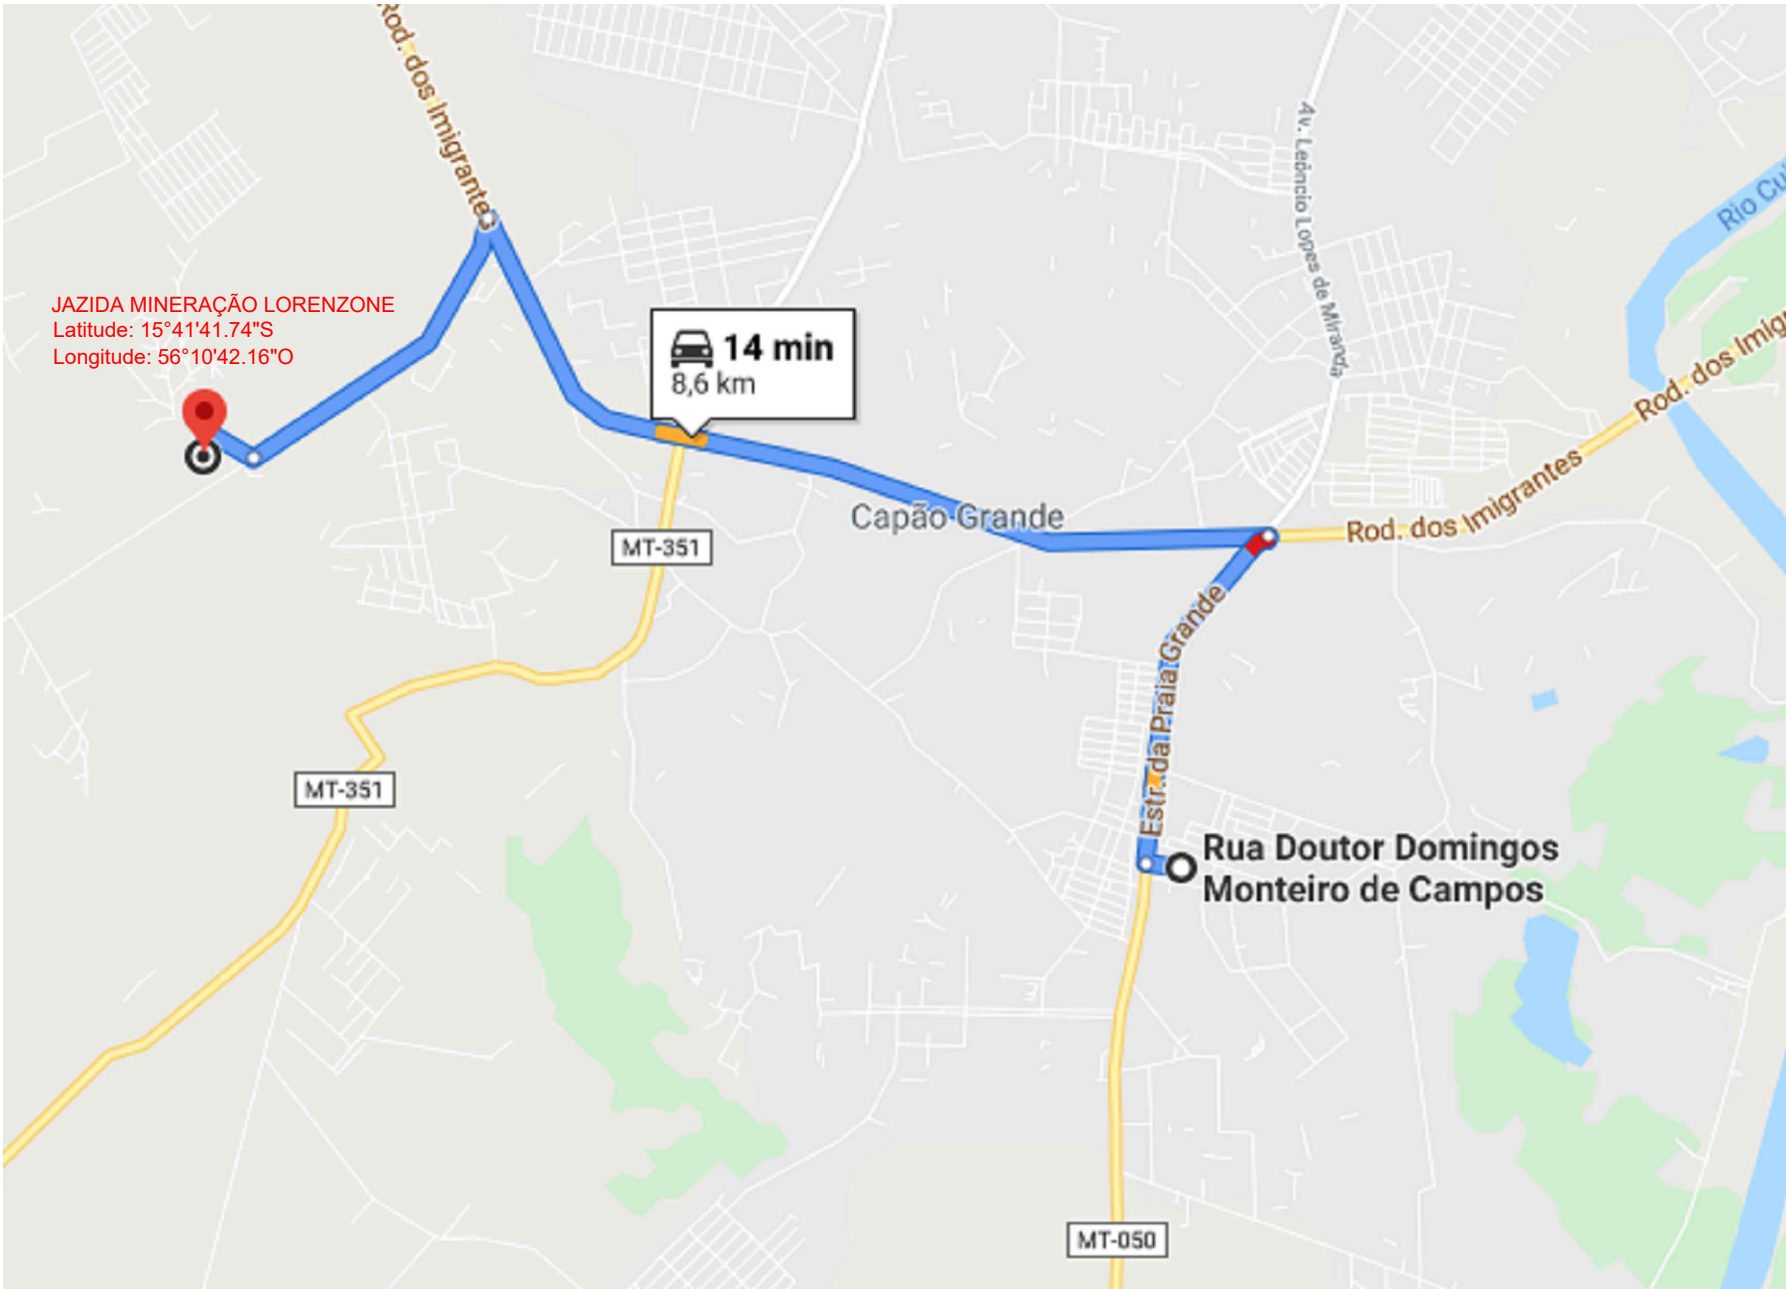 Rod. dos Imigrantes
Av. Leôncio Lopes de Miranda
Rio Cui
JAZIDA MINERAÇÃO LORENZONE
Latitude: 15°41'41.74"S
Longitude: 56°10'42.16"O
14 min
8,6 km
Rod. dos Imigr
Capão Grande
Rod. dos Imigrantes
MT-351
Estr. da Praia Grande
MT-351
Rua Doutor Domingos
Monteiro de Campos
MT-050